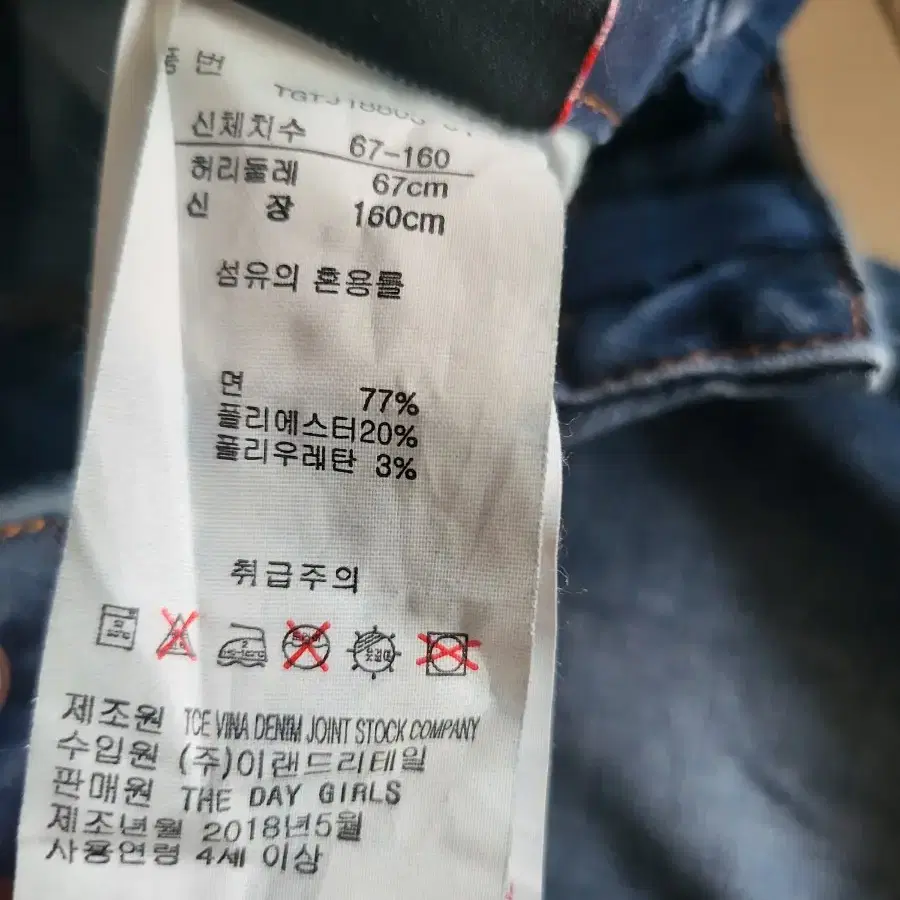 품 번
신체치수 67-160
허리둘레 67cm
신 장 160cm
섬유의 혼용률
면 77%
폴리에스터20%
폴리우레탄 3%
취급주의
제조원 TCE VINA DENIM JOINT STOCK COMPANY
수입원 (주)이랜드리테일
판매원 THE DAY GIRLS
제조년월 2018년5월
사용연령 4세 이상